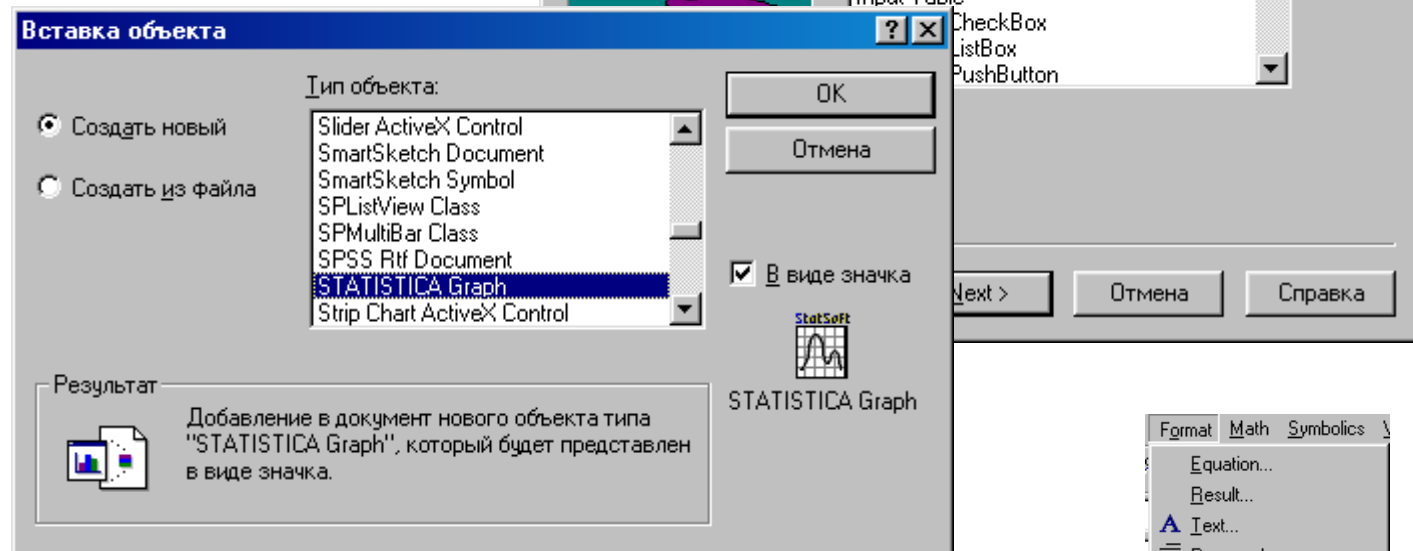 Input Table
Вставка объекта
CheckBox
ListBox
PushButton
Тип объекта:
OK
Создать новый
Slider ActiveX Control
SmartSketch Document
Отмена
SmartSketch Symbol
Создать из файла
SPListView Class
SPMultiBar Class
SPSS Rtf Document
STATISTICA Graph
В виде значка
Strip Chart ActiveX Control
Next >
Отмена
Справка
StatSoft
STATISTICA Graph
Результат
Добавление в документ нового объекта типа
"STATISTICA Graph", который будет представлен
в виде значка.
Format Math Symbolics
Equation...
Result...
A Text...